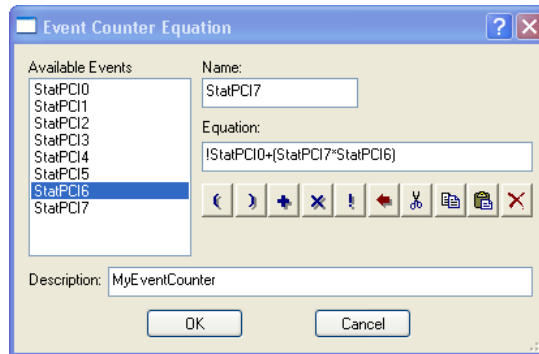 Event Counter Equation
Available Events
StatPCI0
StatPCI1
StatPCI2
StatPCI3
StatPCI4
StatPCI5
StatPCI6
StatPCI7
Name:
StatPCI7
Equation:
!StatPCI0+(StatPCI7*StatPCI6)
Description: MyEventCounter
OK Cancel